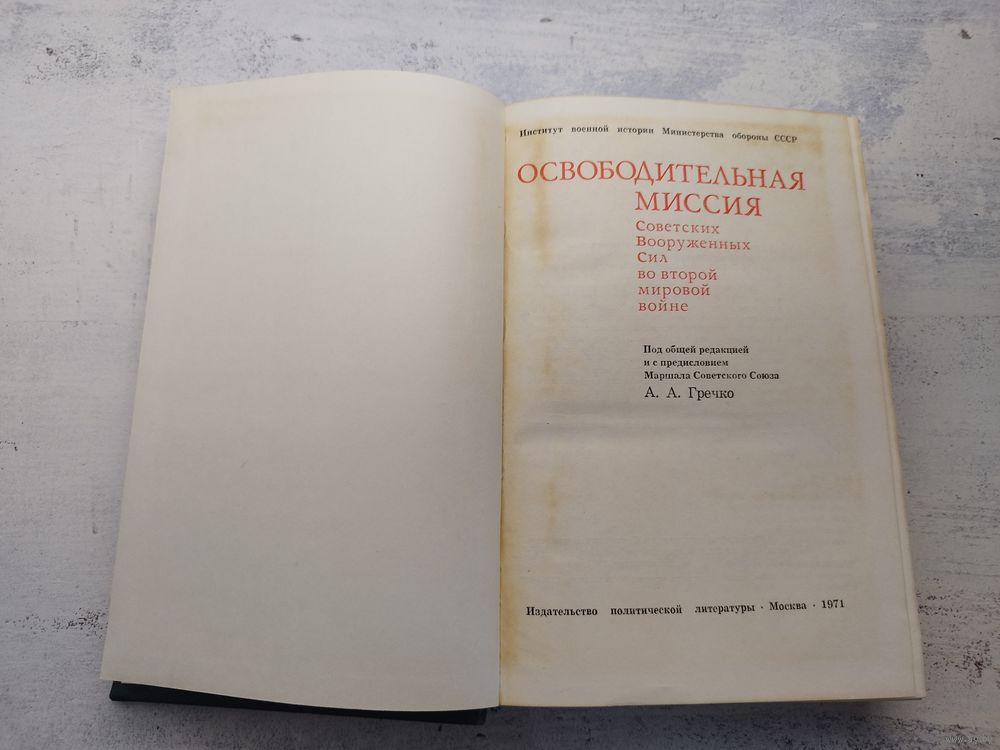 Институт военной истории Министерства обороны СССР
ОСВОБОДИТЕЛЬНАЯ
МИССИЯ
Советских
Вооруженных
Сил
во второй
мировой
войне
Под общей редакцией
и с предисловием
Маршала Советского Союза
А. А. Гречко
Издательство политической литературы · Москва · 1971